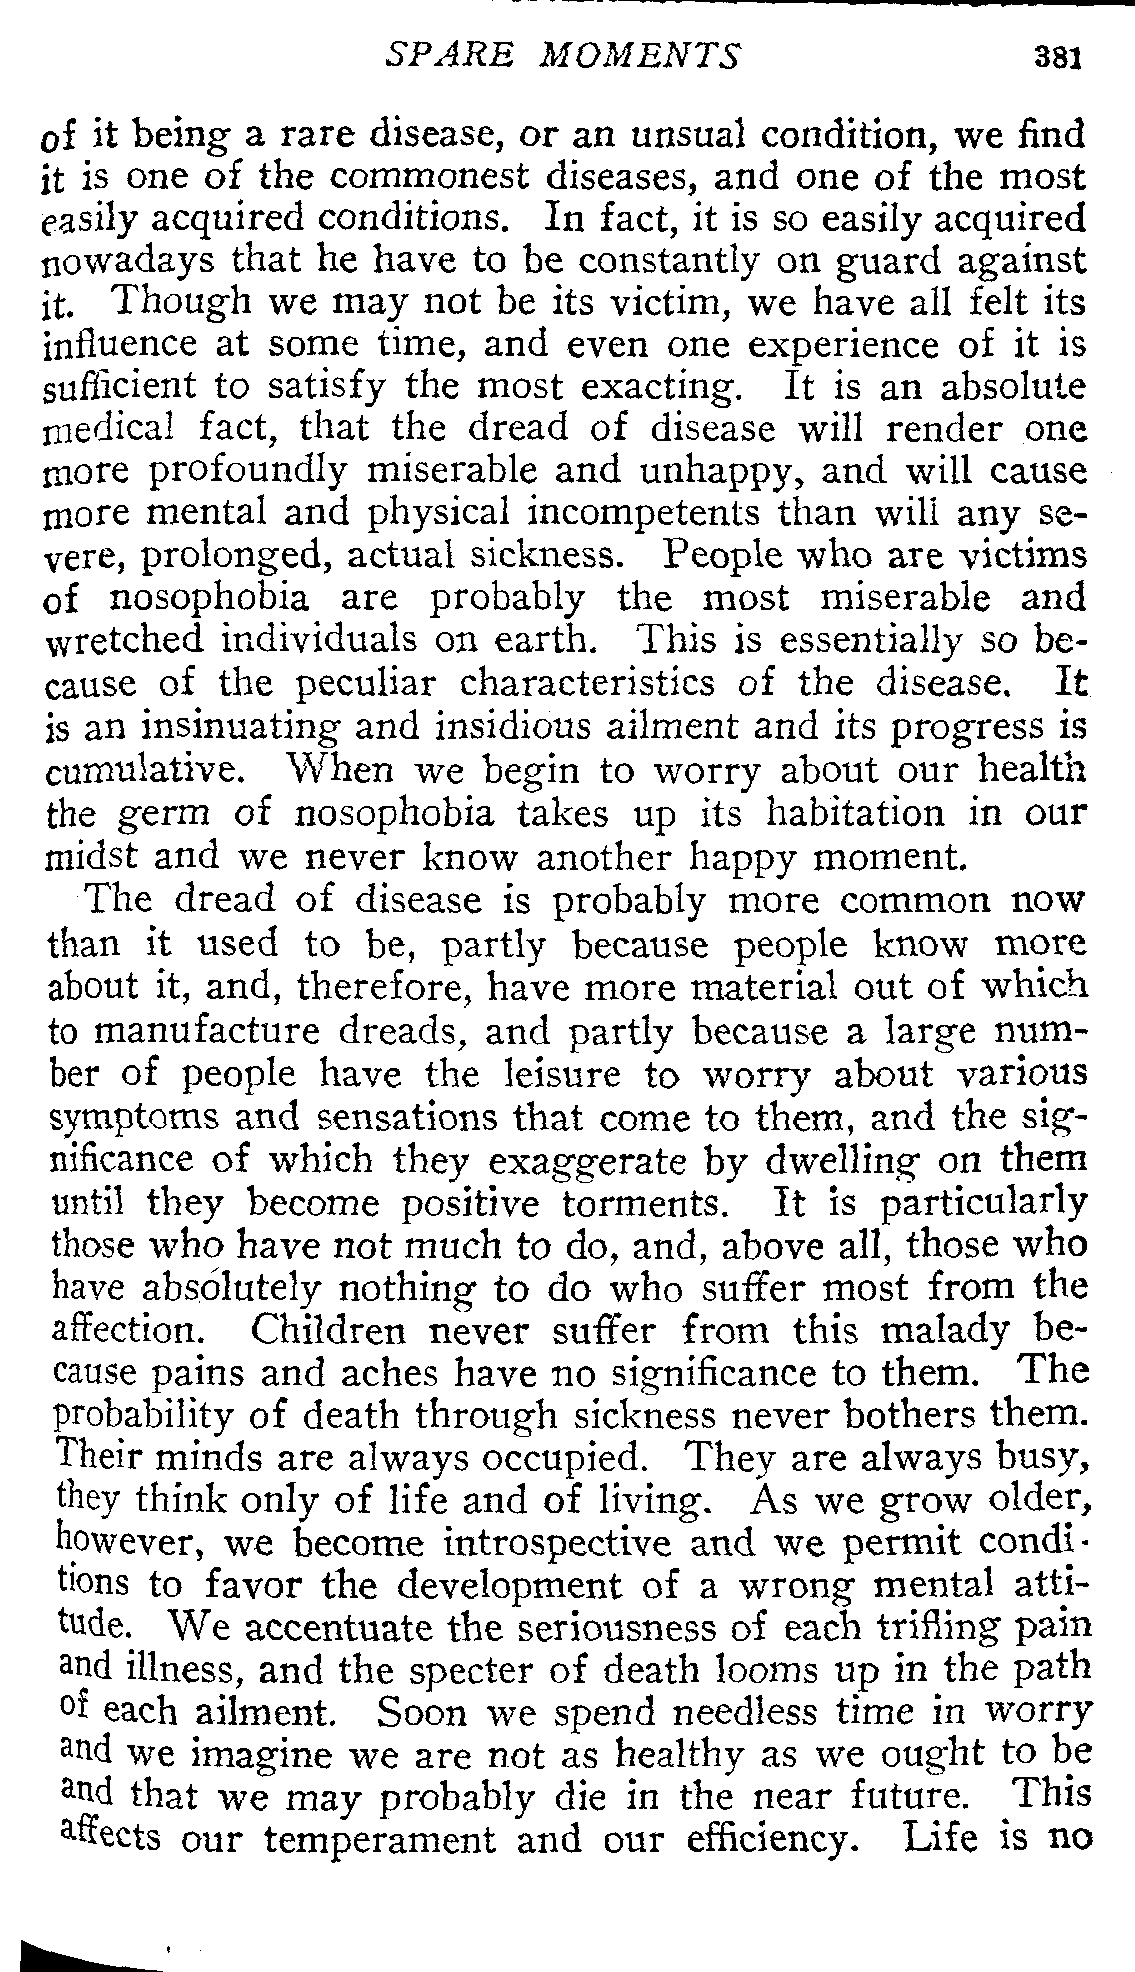 SPARE MOMENTS 381
of it being a rare disease, or an unsual condition, we find
it is one of the commonest diseases, and one of the most
easily acquired conditions. In fact, it is so easily acquired
nowadays that he have to be constantly on guard against
it. Though we may not be its victim, we have all felt its
influence at some time, and even one experience of it is
sufficient to satisfy the most exacting. It is an absolute
medical fact, that the dread of disease will render one
more profoundly miserable and unhappy, and will cause
more mental and physical incompetents than will any se-
vere, prolonged, actual sickness. People who are victims
of nosophobia are probably the most miserable and
wretched individuals on earth. This is essentially so be-
cause of the peculiar characteristics of the disease. It
is an insinuating and insidious ailment and its progress is
cumulative. When we begin to worry about our health
the germ of nosophobia takes up its habitation in our
midst and we never know another happy moment.
The dread of disease is probably more common now
than it used to be, partly because people know more
about it, and, therefore, have more material out of which
to manufacture dreads, and partly because a large num-
ber of people have the leisure to worry about various
symptoms and sensations that come to them, and the sig-
nificance of which they exaggerate by dwelling on them
until they become positive torments. It is particularly
those who have not much to do, and, above all, those who
have absolutely nothing to do who suffer most from the
affection. Children never suffer from this malady be-
cause pains and aches have no significance to them. The
probability of death through sickness never bothers them.
Their minds are always occupied. They are always busy,
they think only of life and of living. As we grow older,
however, we become introspective and we permit condi-
tions to favor the development of a wrong mental atti-
tude. We accentuate the seriousness of each trifling pain
and illness, and the specter of death looms up in the path
of each ailment. Soon we spend needless time in worry
and we imagine we are not as healthy as we ought to be
and that we may probably die in the near future. This
affects our temperament and our efficiency. Life is no